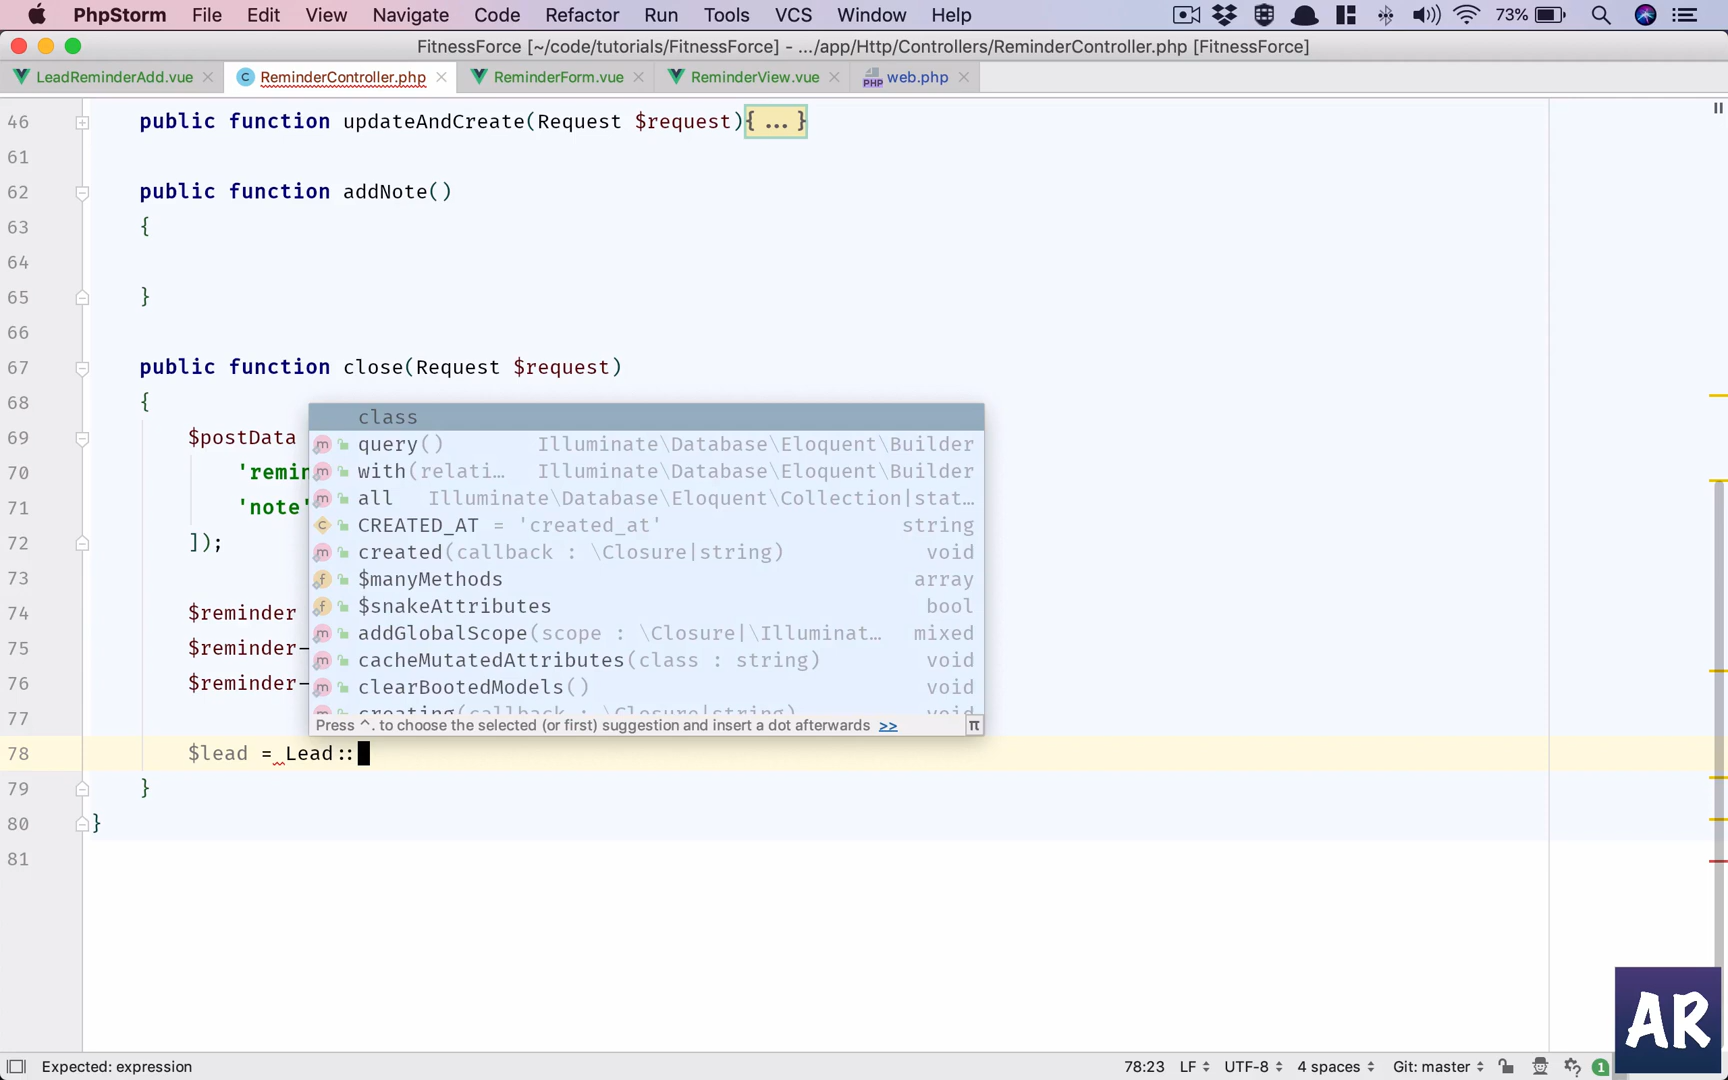 PhpStorm File Edit View Navigate Code Refactor Run Tools VCS Window Help 73%
FitnessForce [~/code/tutorials/FitnessForce] - .../app/Http/Controllers/ReminderController.php [FitnessForce]
LeadReminderAdd.vue ReminderController.php ReminderForm.vue ReminderView.vue web.php
46 public function updateAndCreate(Request $request){ ... }
61
62 public function addNote()
63 {
64
65 }
66
67 public function close(Request $request)
68 {
69 $postData
70 'remin
71 'note'
72 ]);
73
74 $reminder
75 $reminder-
76 $reminder-
77
78 $lead = Lead::
79 }
80 }
81
class
query() Illuminate\Database\Eloquent\Builder
with(relati… Illuminate\Database\Eloquent\Builder
all Illuminate\Database\Eloquent\Collection|stat…
CREATED_AT = 'created_at' string
created(callback : \Closure|string) void
$manyMethods array
$snakeAttributes bool
addGlobalScope(scope : \Closure|\Illuminat… mixed
cacheMutatedAttributes(class : string) void
clearBootedModels() void
creating(callback : \Closure|string) void
Press ^. to choose the selected (or first) suggestion and insert a dot afterwards >> π
AR
Expected: expression 78:23 LF UTF-8 4 spaces Git: master 1